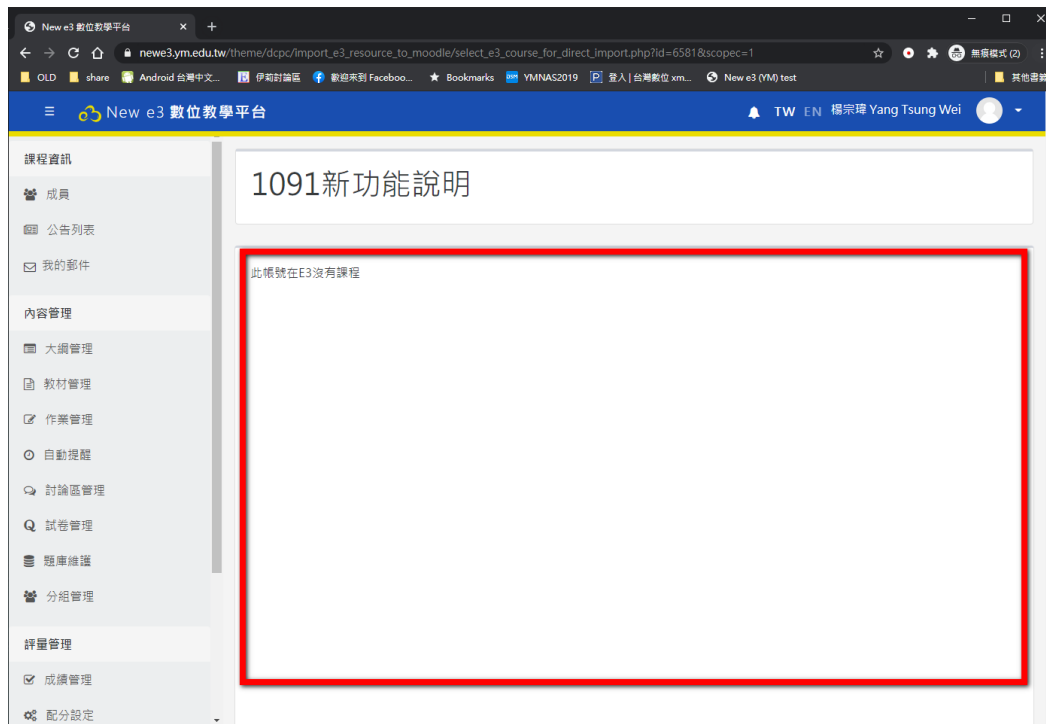 New e3 數位教學平台
newe3.ym.edu.tw/theme/dcpc/import_e3_resource_to_moodle/select_e3_course_for_direct_import.php?id=6581&scopec=1
無痕模式 (2)
OLD share Android 台灣中文... 伊莉討論區 歡迎來到 Faceboo... Bookmarks YMNAS2019 登入|台灣數位 xm... New e3 (YM) test 其他書籤
New e3 數位教學平台 TW EN 楊宗瑋 Yang Tsung Wei
課程資訊
成員
公告列表
我的郵件
內容管理
大綱管理
教材管理
作業管理
自動提醒
討論區管理
試卷管理
題庫維護
分組管理
評量管理
成績管理
配分設定
1091新功能說明
此帳號在E3沒有課程